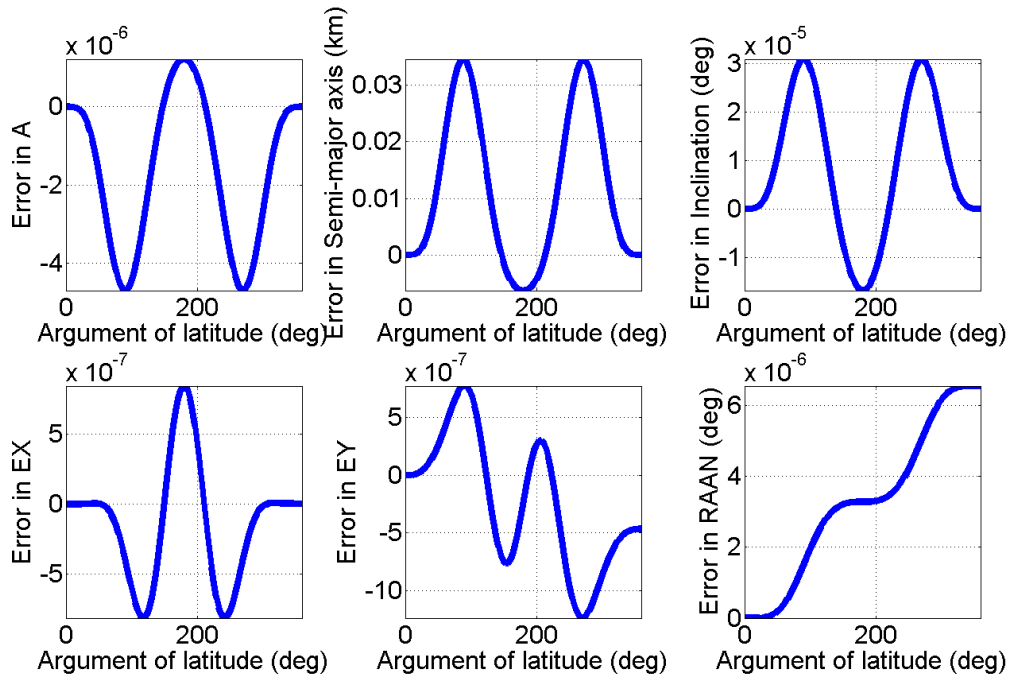 x 10^-6
Error in A
0
-2
-4
0
200
Argument of latitude (deg)
Error in Semi-major axis (km)
0.03
0.02
0.01
0
0
200
Argument of latitude (deg)
x 10^-5
Error in Inclination (deg)
3
2
1
0
-1
0
200
Argument of latitude (deg)
x 10^-7
Error in EX
5
0
-5
0
200
Argument of latitude (deg)
x 10^-7
Error in EY
5
0
-5
-10
0
200
Argument of latitude (deg)
x 10^-6
Error in RAAN (deg)
6
4
2
0
0
200
Argument of latitude (deg)